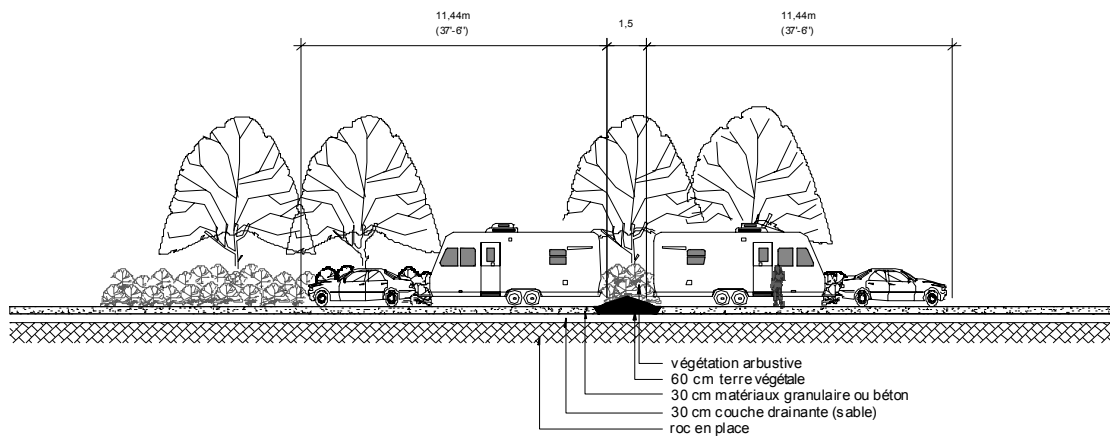 11,44m
(37'-6")
1,5
11,44m
(37'-6")
végétation arbustive
60 cm terre végétale
30 cm matériaux granulaire ou béton
30 cm couche drainante (sable)
roc en place